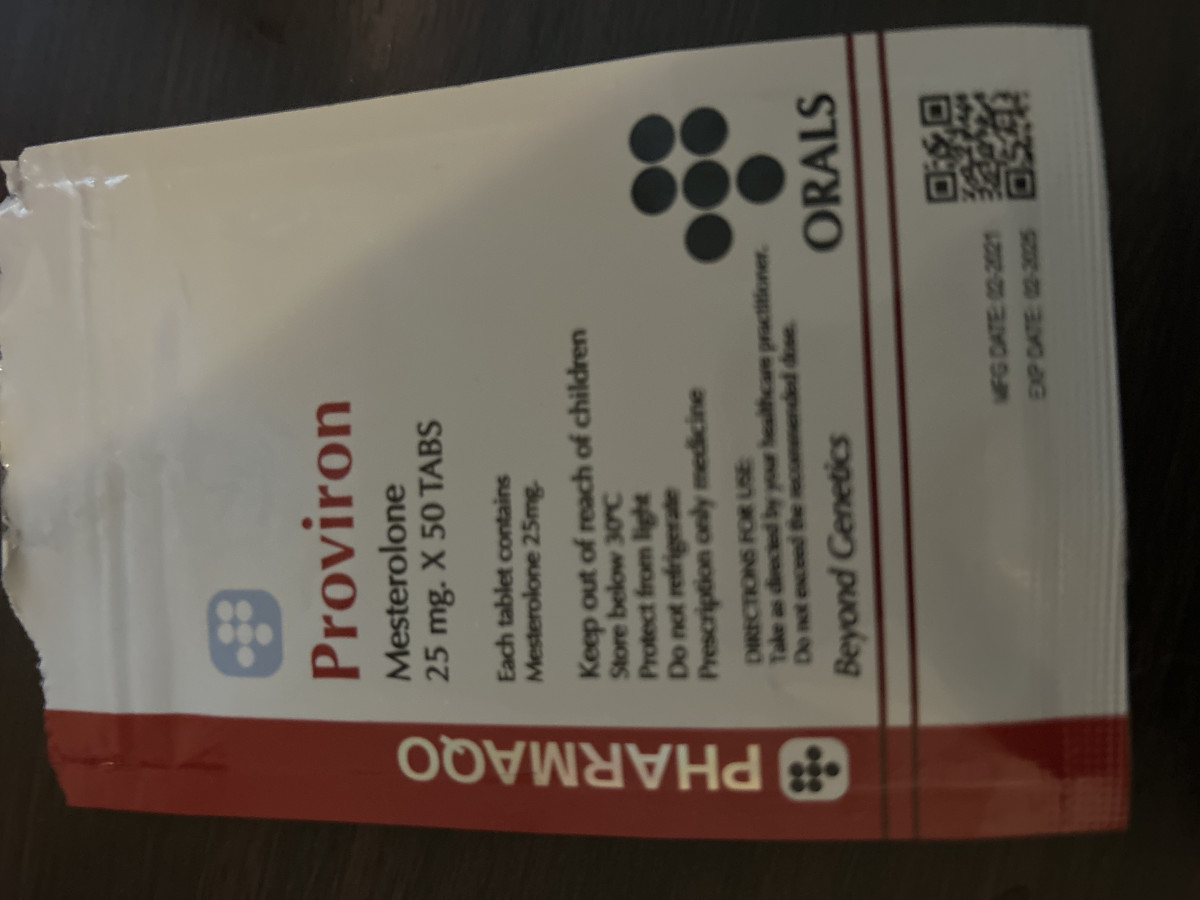 Proviron
Mesterolone
25 mg. X 50 TABS
Each tablet contains
Mesterolone 25mg.
Keep out of reach of children
Store below 30°C
Protect from light
Do not refrigerate
Prescription only medicine
DIRECTIONS FOR USE:
Take as directed by your healthcare practitioner.
Do not exceed the recommended dose.
Beyond Genetics
ORALS
MFG DATE: 02-2021
EXP DATE: 02-2025
PHARMAQO